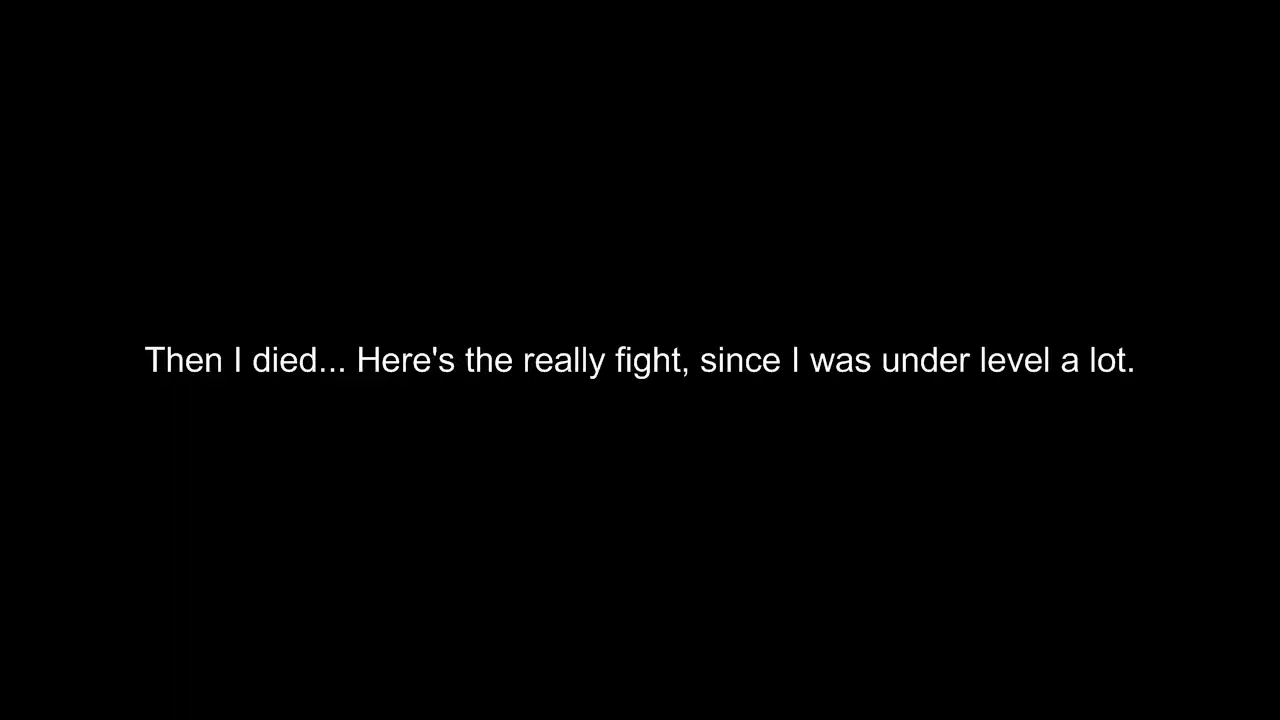 Then I died... Here's the really fight, since I was under level a lot.